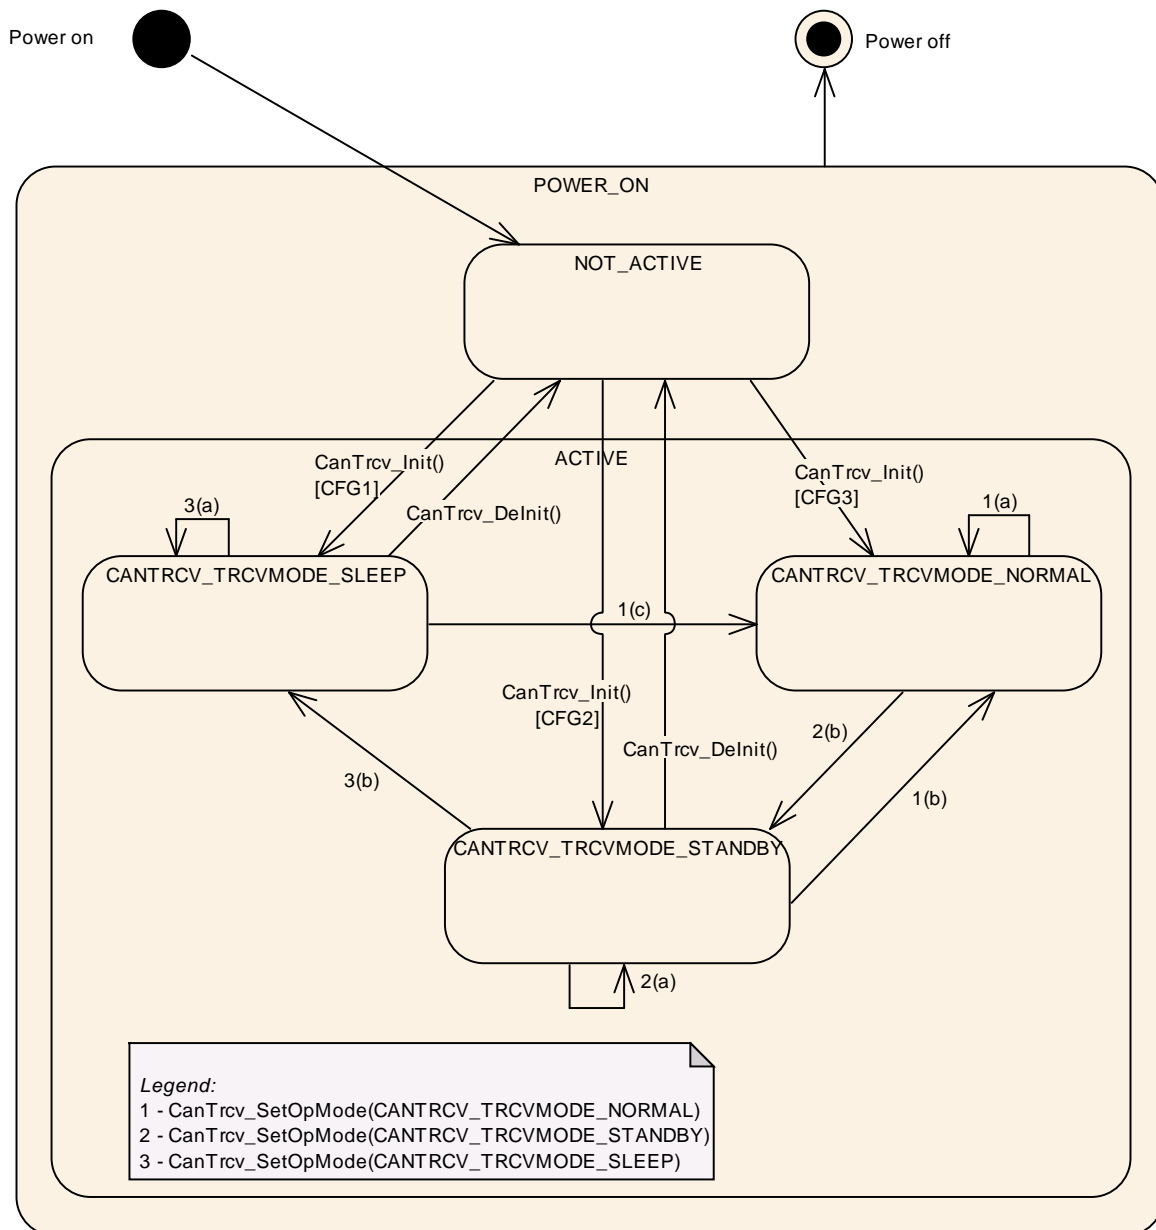 Power on
Power off
POWER_ON
NOT_ACTIVE
CanTrcv_Init()
[CFG1]
ACTIVE
CanTrcv_Init()
[CFG3]
3(a)
CanTrcv_DeInit()
1(a)
CANTRCV_TRCVMODE_SLEEP
CANTRCV_TRCVMODE_NORMAL
1(c)
CanTrcv_Init()
[CFG2]
2(b)
CanTrcv_DeInit()
3(b)
1(b)
CANTRCV_TRCVMODE_STANDBY
2(a)
Legend:
1 - CanTrcv_SetOpMode(CANTRCV_TRCVMODE_NORMAL)
2 - CanTrcv_SetOpMode(CANTRCV_TRCVMODE_STANDBY)
3 - CanTrcv_SetOpMode(CANTRCV_TRCVMODE_SLEEP)